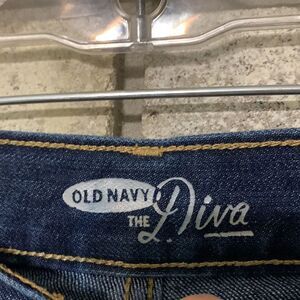 OLD NAVY
THE Diva